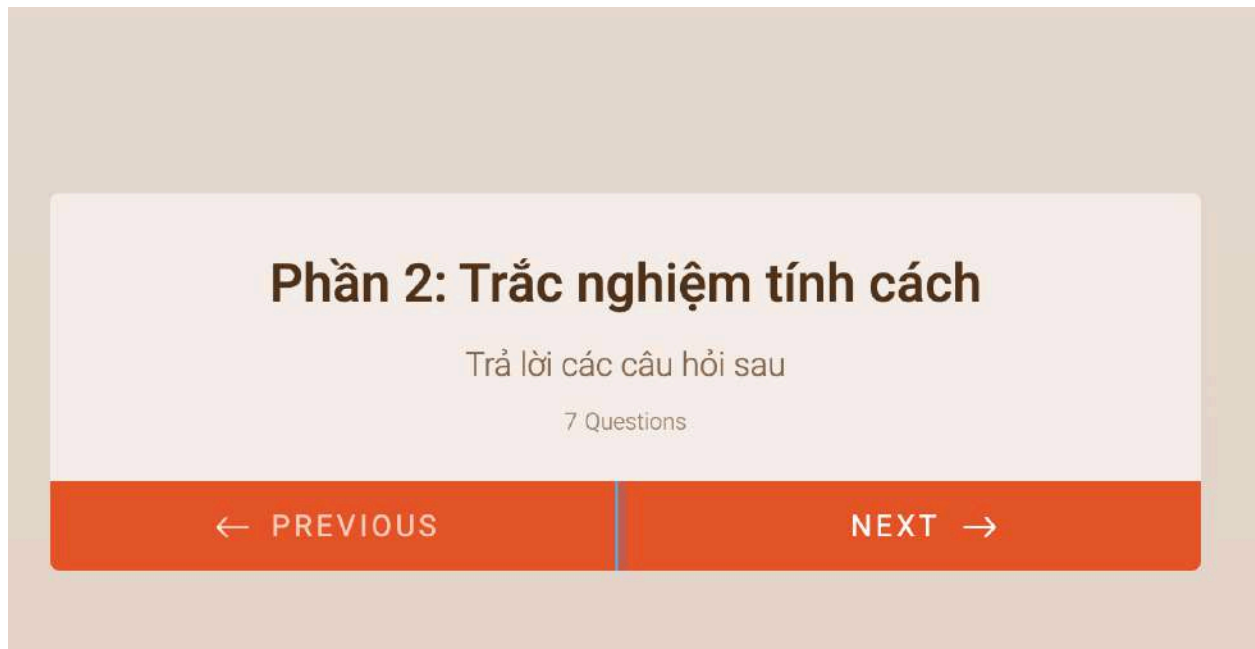 Phần 2: Trắc nghiệm tính cách
Trả lời các câu hỏi sau
7 Questions
← PREVIOUS
NEXT →